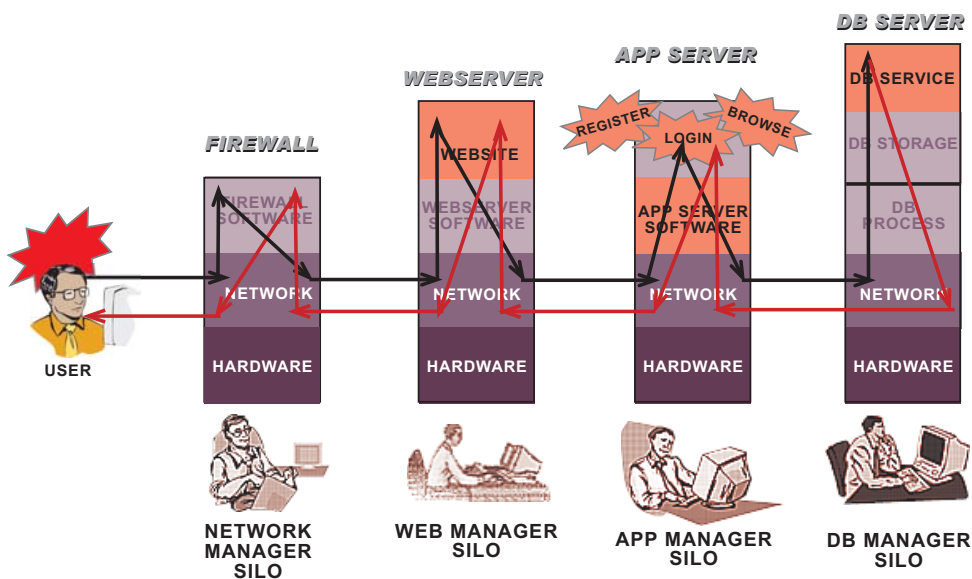 DB SERVER
APP SERVER
WEBSERVER
FIREWALL
DB SERVICE
DB STORAGE
DB
PROCESS
NETWORK
HARDWARE
REGISTER
LOGIN
BROWSE
APP SERVER
SOFTWARE
NETWORK
HARDWARE
WEBSITE
WEBSERVER
SOFTWARE
NETWORK
HARDWARE
FIREWALL
SOFTWARE
NETWORK
HARDWARE
USER
NETWORK
MANAGER
SILO
WEB MANAGER
SILO
APP MANAGER
SILO
DB MANAGER
SILO